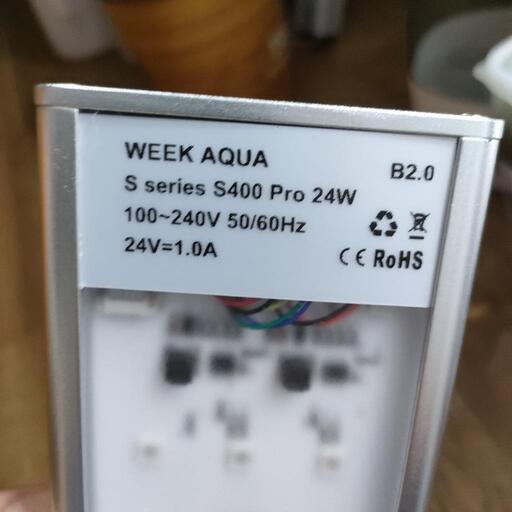 WEEK AQUA
B2.0
S series S400 Pro 24W
100~240V 50/60Hz
24V=1.0A
CE RoHS